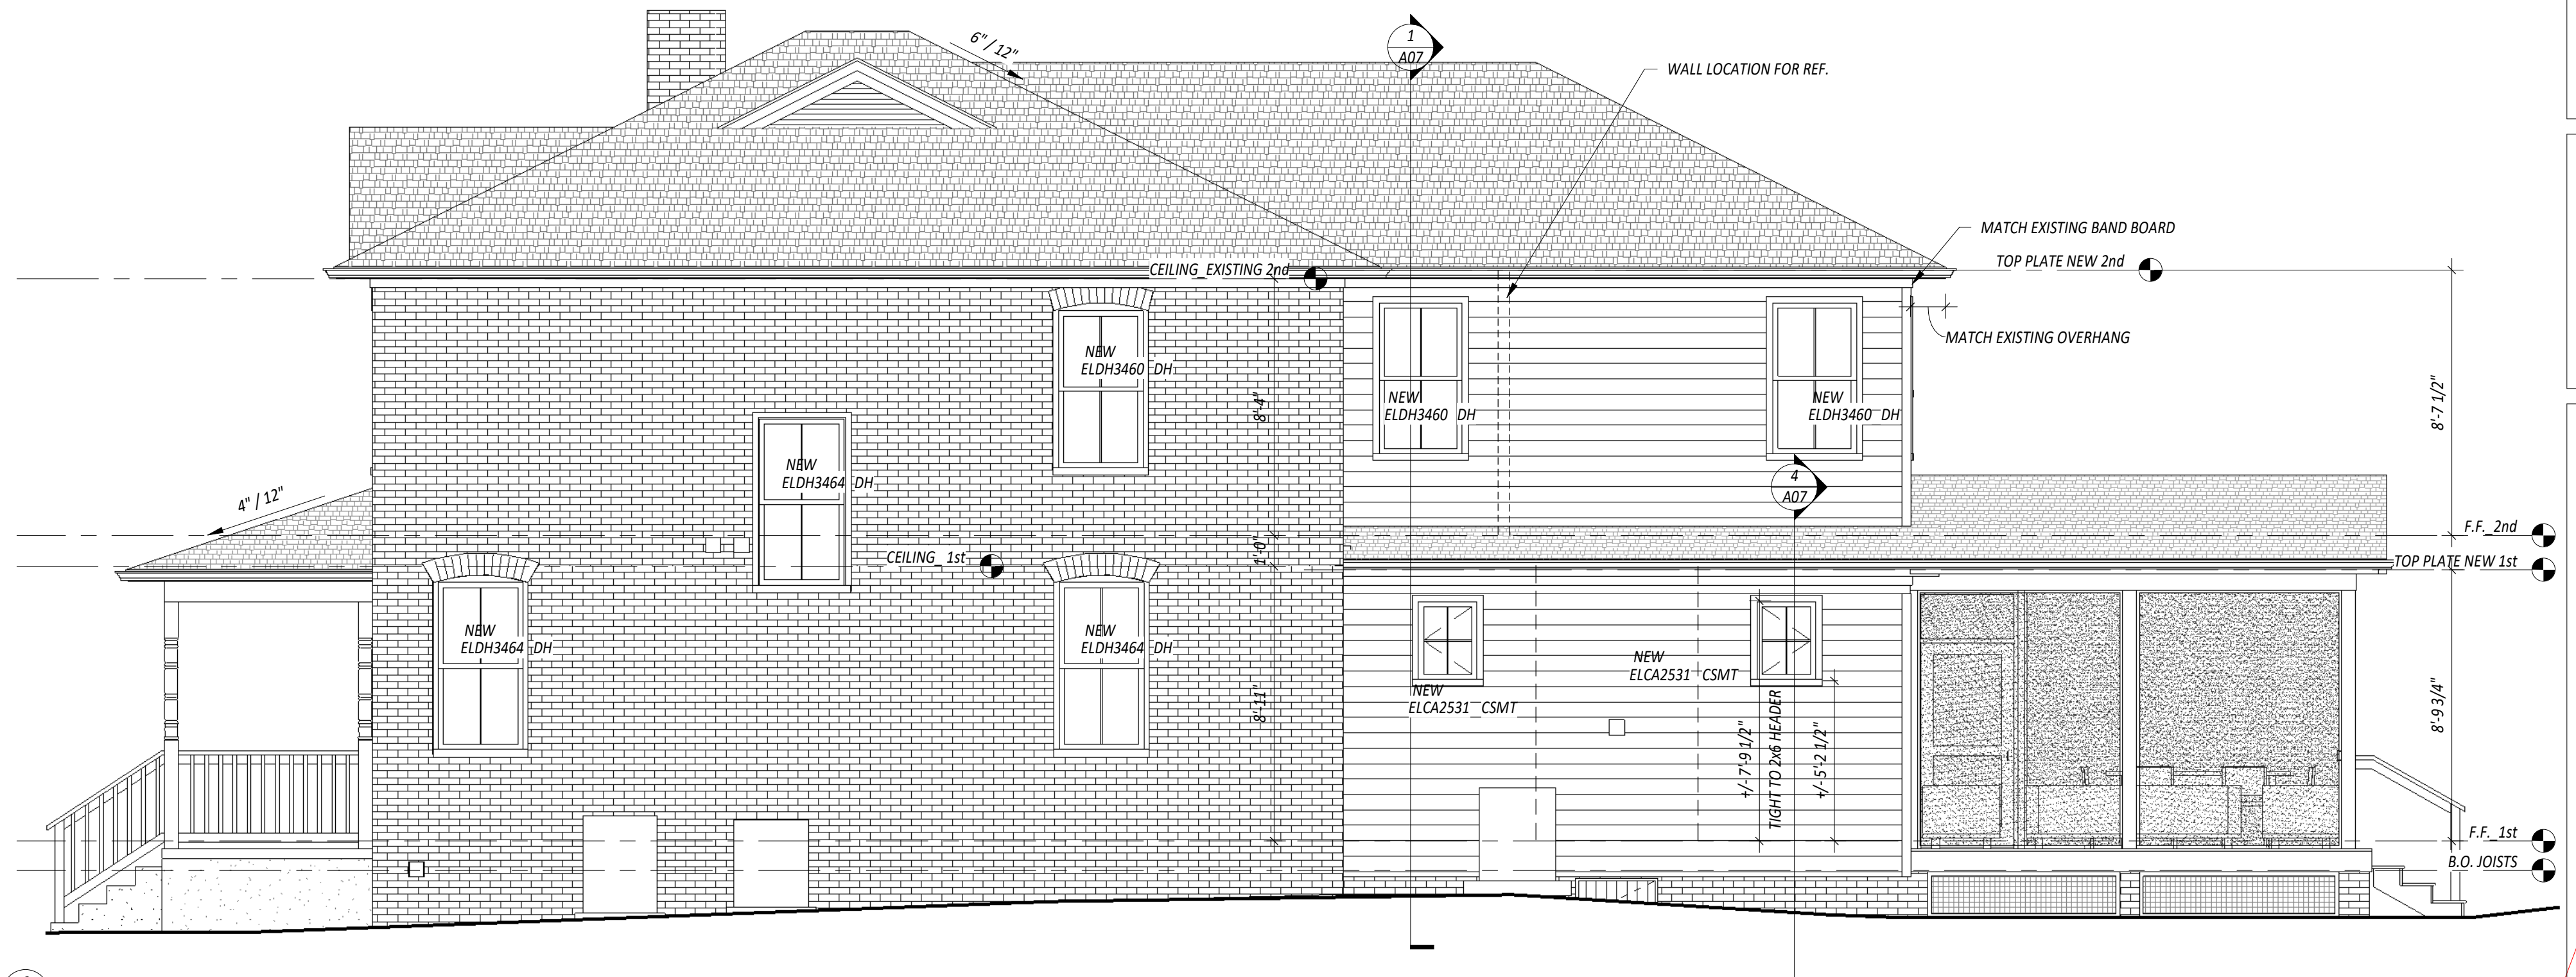 1
A07
6" / 12"
WALL LOCATION FOR REF.
MATCH EXISTING BAND BOARD
CEILING_EXISTING 2nd
TOP PLATE NEW 2nd
MATCH EXISTING OVERHANG
NEW
ELDH3460 DH
NEW
ELDH3460 DH
NEW
ELDH3460 DH
8'-4"
8'-7 1/2"
NEW
ELDH3464 DH
4
A07
4" / 12"
F.F._2nd
1'-0"
CEILING_ 1st
TOP PLATE NEW 1st
NEW
ELDH3464 DH
NEW
ELDH3464 DH
NEW
ELCA2531 CSMT
NEW
ELCA2531 CSMT
8'-11"
+/-7'-9 1/2"
TIGHT TO 2x6 HEADER
+/-5'-2 1/2"
8'-9 3/4"
F.F._1st
B.O. JOISTS